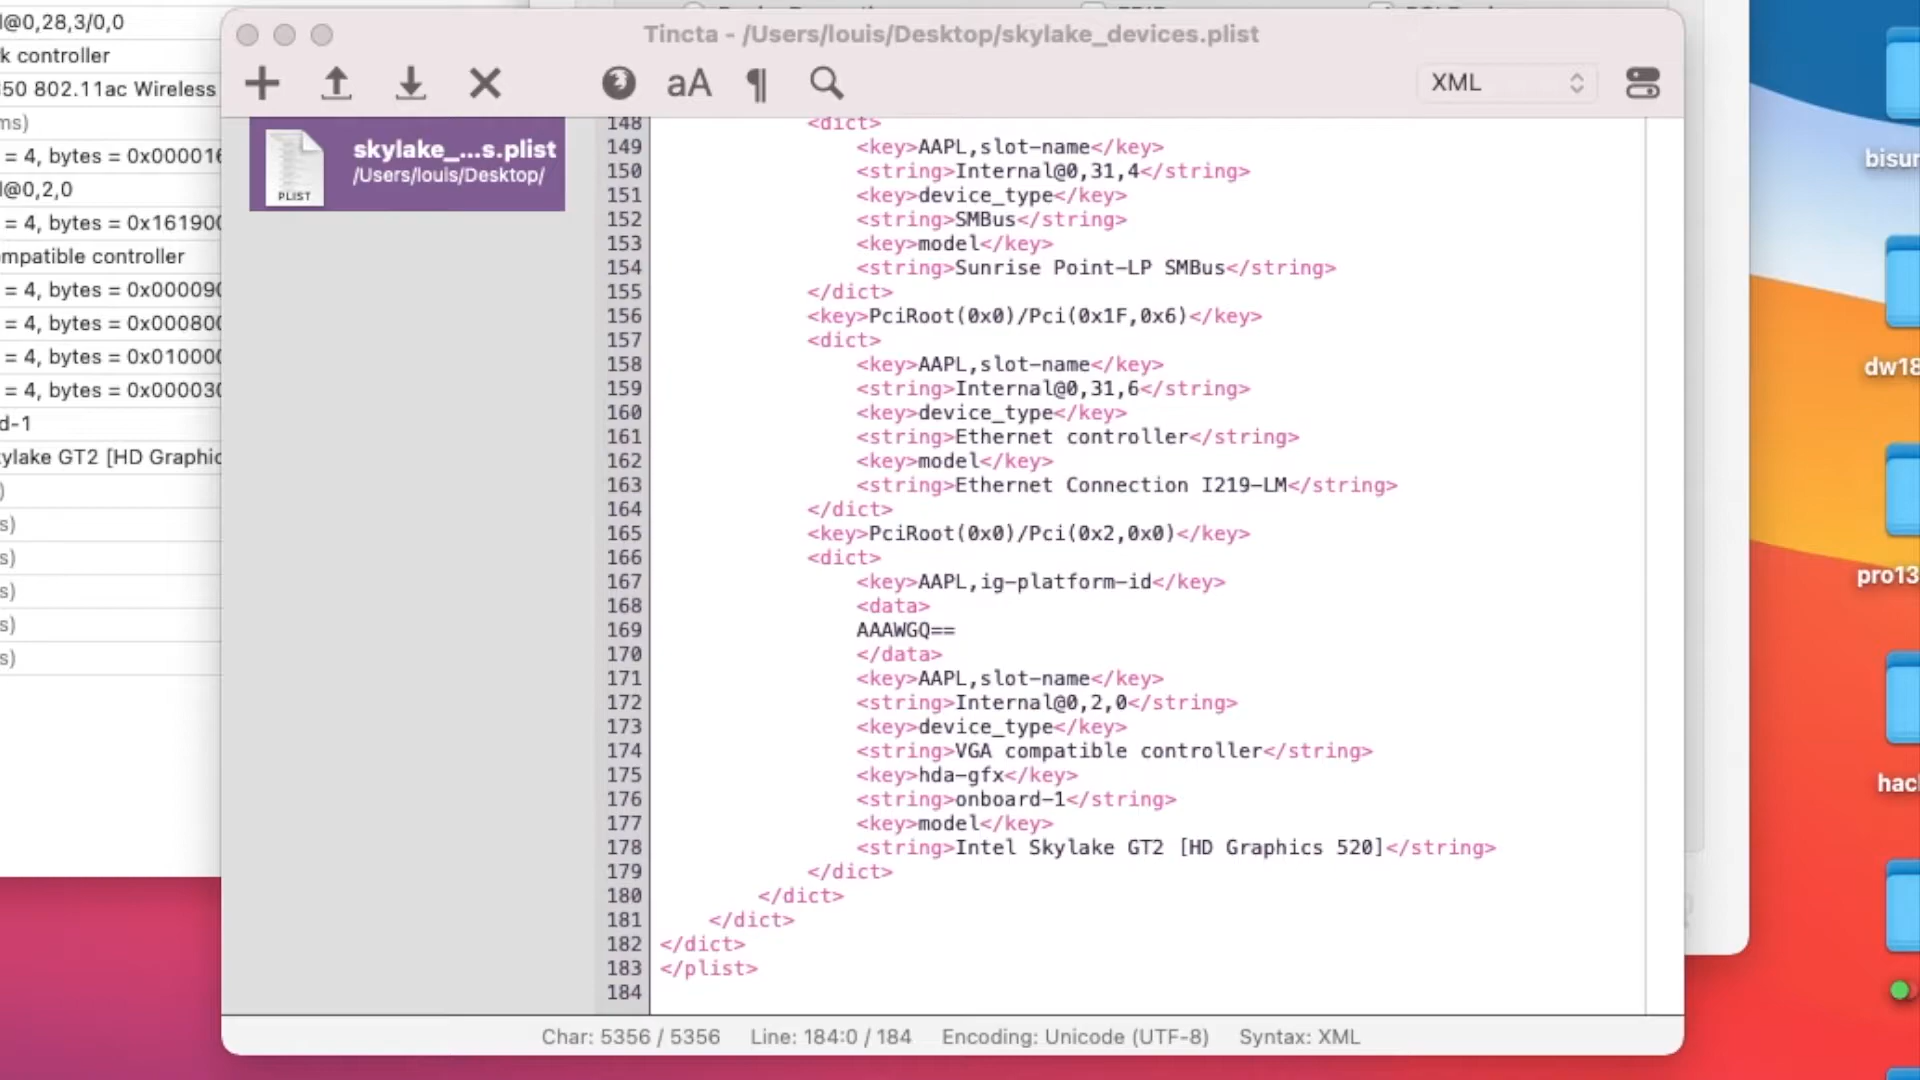 l@0,28,3/0,0
k controller
50 802.11ac Wireless
ms)
= 4, bytes = 0x000016
l@0,2,0
= 4, bytes = 0x161900
mpatible controller
= 4, bytes = 0x000090
= 4, bytes = 0x000800
= 4, bytes = 0x010000
= 4, bytes = 0x000030
d-1
ylake GT2 [HD Graphic
)
s)
s)
s)
s)
s)
Tincta - /Users/louis/Desktop/skylake_devices.plist
aA
XML
PLIST
skylake_...s.plist
/Users/louis/Desktop/
148 <dict>
149 <key>AAPL,slot-name</key>
150 <string>Internal@0,31,4</string>
151 <key>device_type</key>
152 <string>SMBus</string>
153 <key>model</key>
154 <string>Sunrise Point-LP SMBus</string>
155 </dict>
156 <key>PciRoot(0x0)/Pci(0x1F,0x6)</key>
157 <dict>
158 <key>AAPL,slot-name</key>
159 <string>Internal@0,31,6</string>
160 <key>device_type</key>
161 <string>Ethernet controller</string>
162 <key>model</key>
163 <string>Ethernet Connection I219-LM</string>
164 </dict>
165 <key>PciRoot(0x0)/Pci(0x2,0x0)</key>
166 <dict>
167 <key>AAPL,ig-platform-id</key>
168 <data>
169 AAAWGQ==
170 </data>
171 <key>AAPL,slot-name</key>
172 <string>Internal@0,2,0</string>
173 <key>device_type</key>
174 <string>VGA compatible controller</string>
175 <key>hda-gfx</key>
176 <string>onboard-1</string>
177 <key>model</key>
178 <string>Intel Skylake GT2 [HD Graphics 520]</string>
179 </dict>
180 </dict>
181 </dict>
182 </dict>
183 </plist>
184
Char: 5356 / 5356 Line: 184:0 / 184 Encoding: Unicode (UTF-8) Syntax: XML
bisur
dw18
pro13
hac